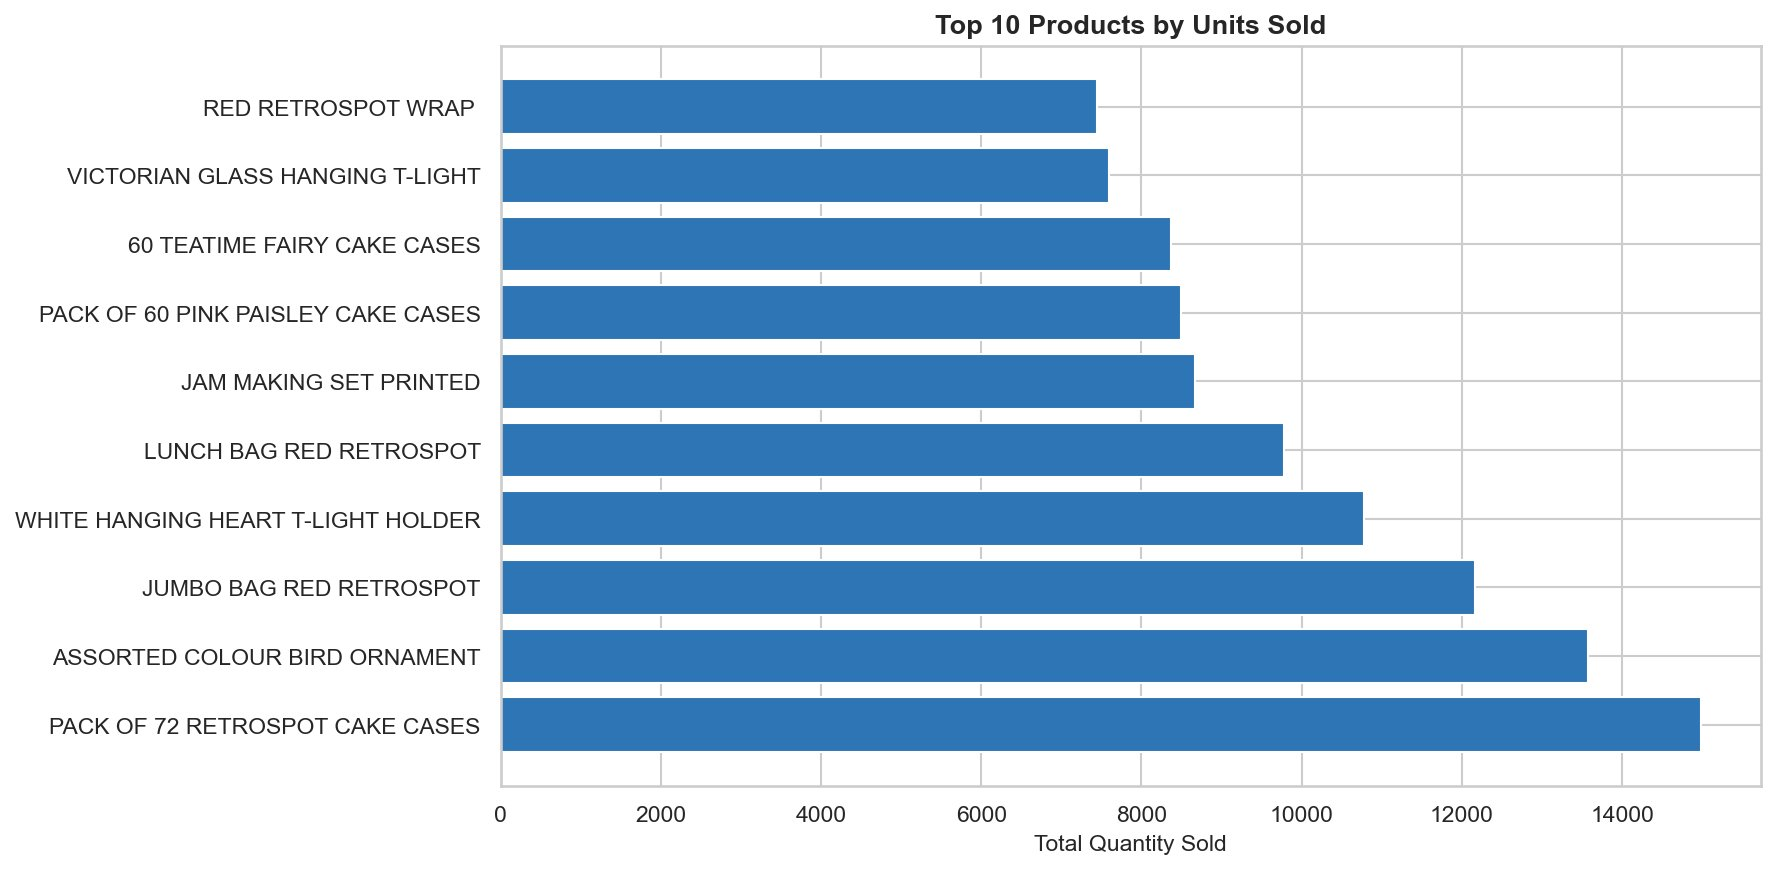 Top 10 Products by Units Sold
RED RETROSPOT WRAP
VICTORIAN GLASS HANGING T-LIGHT
60 TEATIME FAIRY CAKE CASES
PACK OF 60 PINK PAISLEY CAKE CASES
JAM MAKING SET PRINTED
LUNCH BAG RED RETROSPOT
WHITE HANGING HEART T-LIGHT HOLDER
JUMBO BAG RED RETROSPOT
ASSORTED COLOUR BIRD ORNAMENT
PACK OF 72 RETROSPOT CAKE CASES
0 2000 4000 6000 8000 10000 12000 14000
Total Quantity Sold